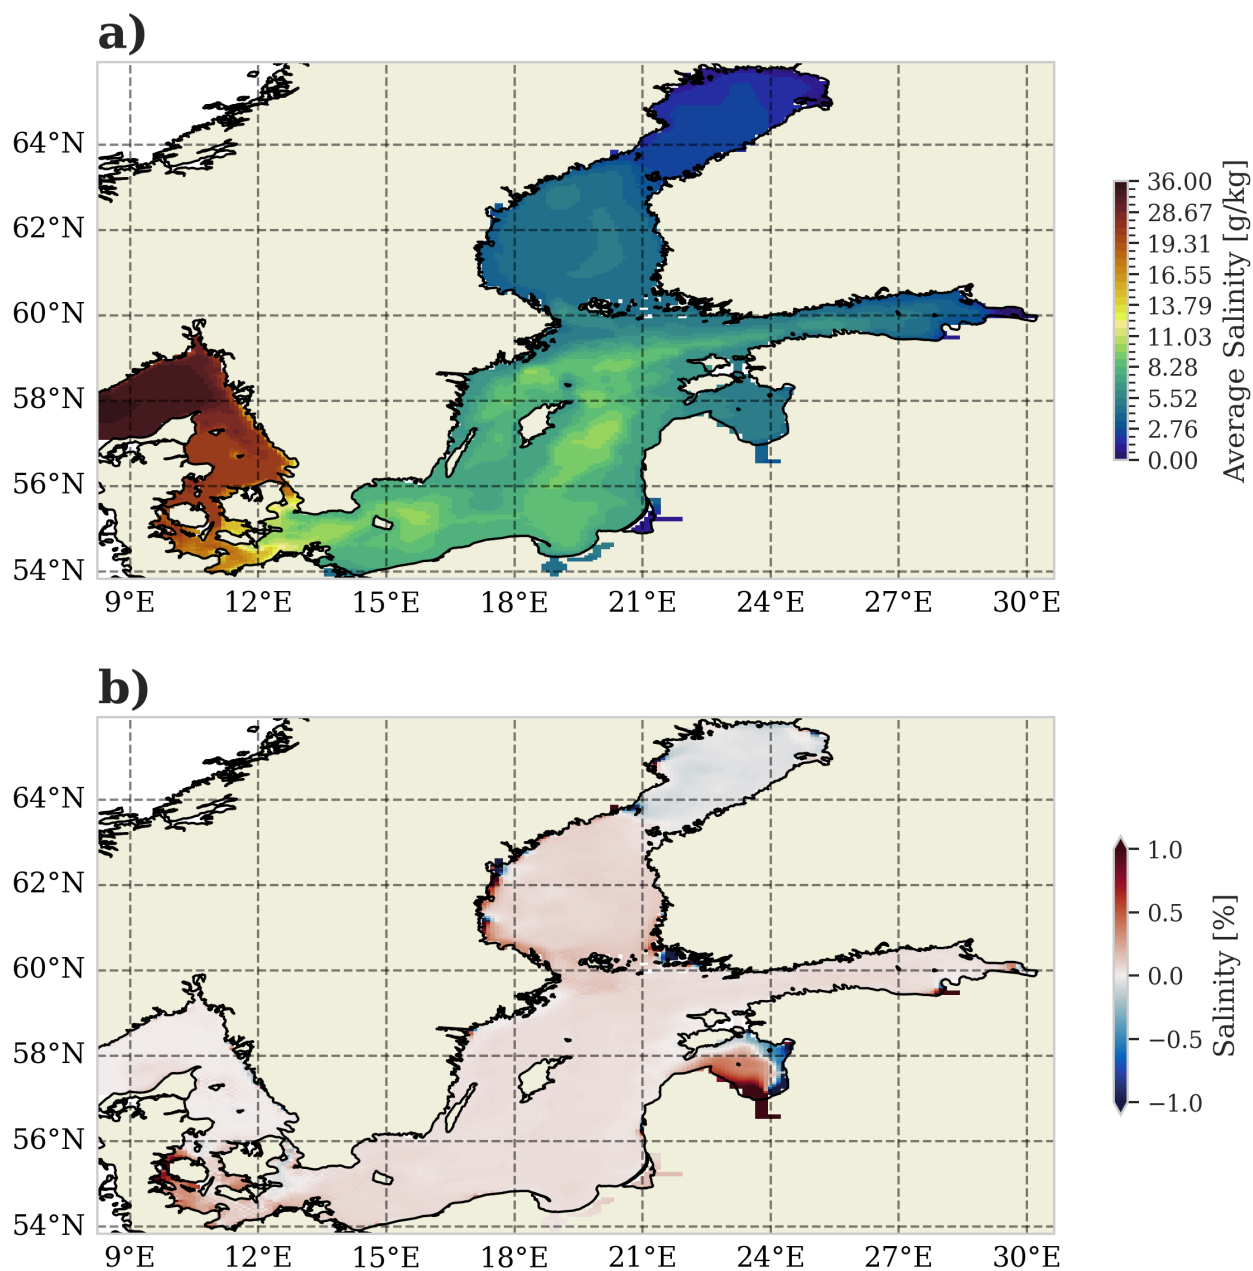 a)
64°N
62°N
60°N
58°N
56°N
54°N
9°E 12°E 15°E 18°E 21°E 24°E 27°E 30°E
36.00
28.67
19.31
16.55
13.79
11.03
8.28
5.52
2.76
0.00
Average Salinity [g/kg]
b)
64°N
62°N
60°N
58°N
56°N
54°N
9°E 12°E 15°E 18°E 21°E 24°E 27°E 30°E
1.0
0.5
0.0
−0.5
−1.0
Salinity [%]